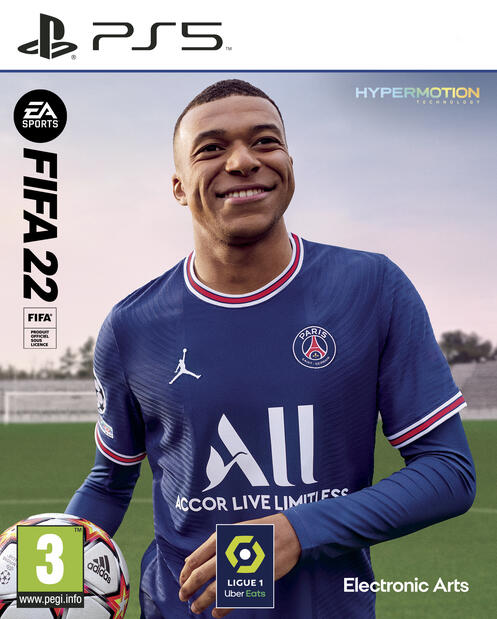 PS5
HYPERMOTION
TECHNOLOGY
EA
SPORTS
FIFA 22
FIFA®
PRODUIT
OFFICIEL
SOUS
LICENCE
PARIS
SAINT-GERMAIN
All
ACCOR LIVE LIMITLESS
adidas
3
www.pegi.info
LIGUE 1
Uber Eats
Electronic Arts